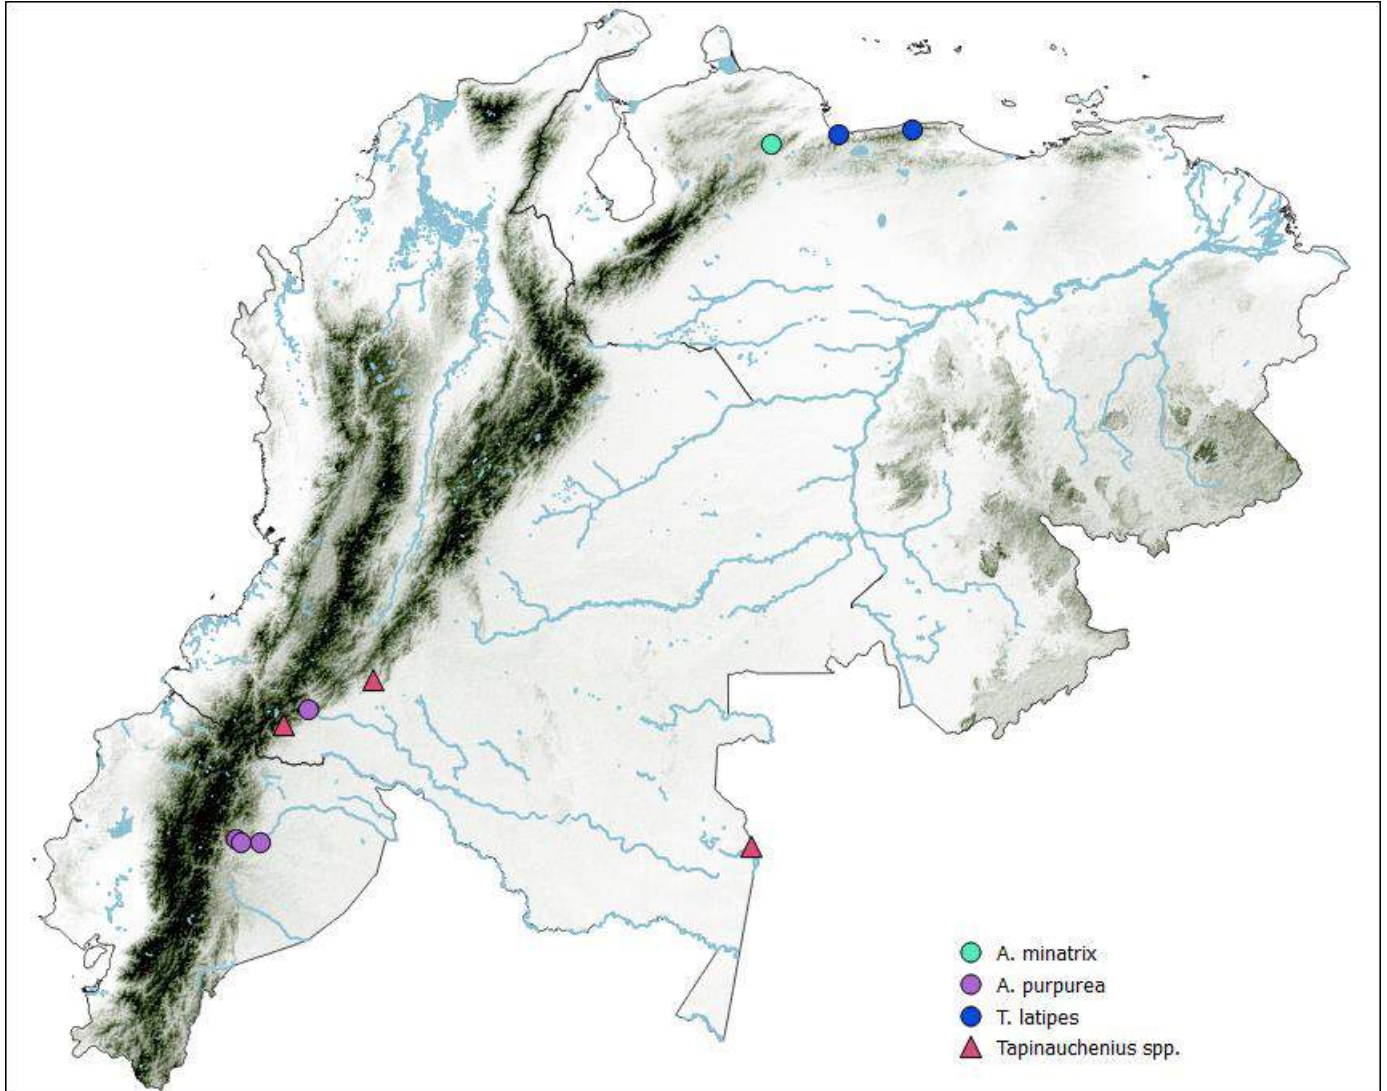 A. minatrix
A. purpurea
T. latipes
Tapinauchenius spp.